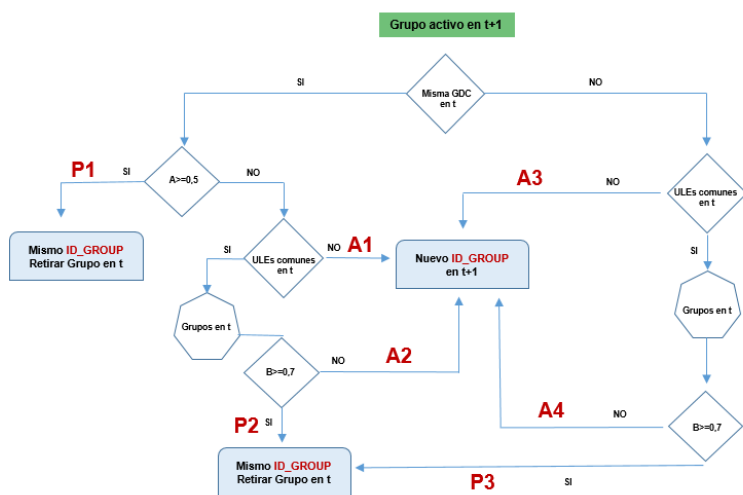 Grupo activo en t+1
SI
Misma GDC
en t
NO
P1
SI
A>=0,5
NO
A3
NO
ULEs comunes
en t
Mismo ID_GROUP
Retirar Grupo en t
SI
ULEs comunes
en t
NO
A1
Nuevo ID_GROUP
en t+1
SI
Grupos en t
Grupos en t
B>=0,7
NO
A2
P2
SI
A4
NO
B>=0,7
Mismo ID_GROUP
Retirar Grupo en t
P3
SI